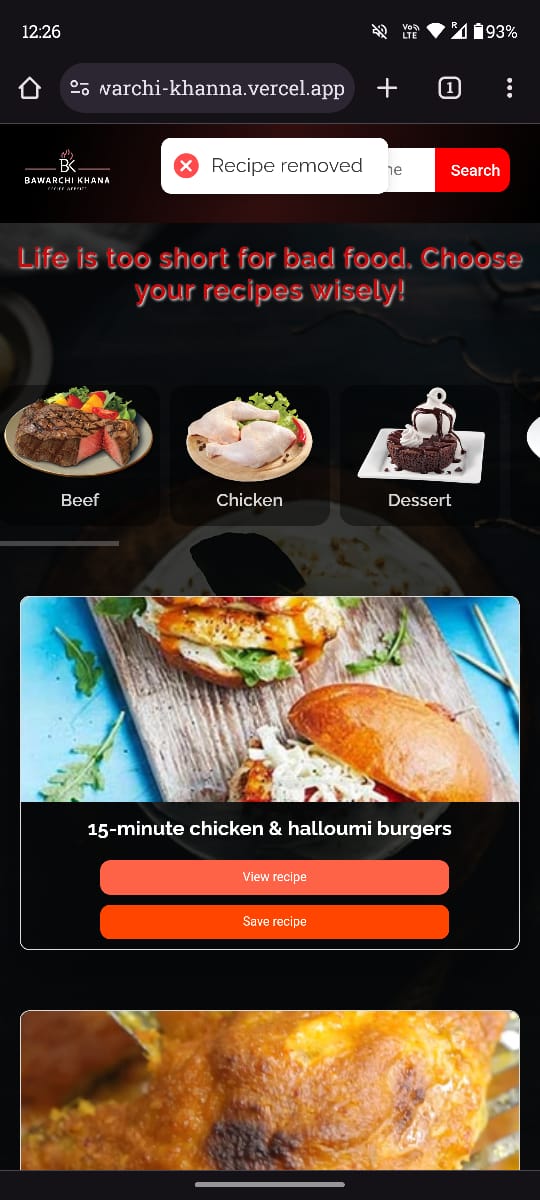 12:26
Vo)
LTE
R
93%
warchi-khanna.vercel.app
1
BK
BAWARCHI KHANA
Recipe removed
ne
Search
Life is too short for bad food. Choose
your recipes wisely!
Beef
Chicken
Dessert
15-minute chicken & halloumi burgers
View recipe
Save recipe